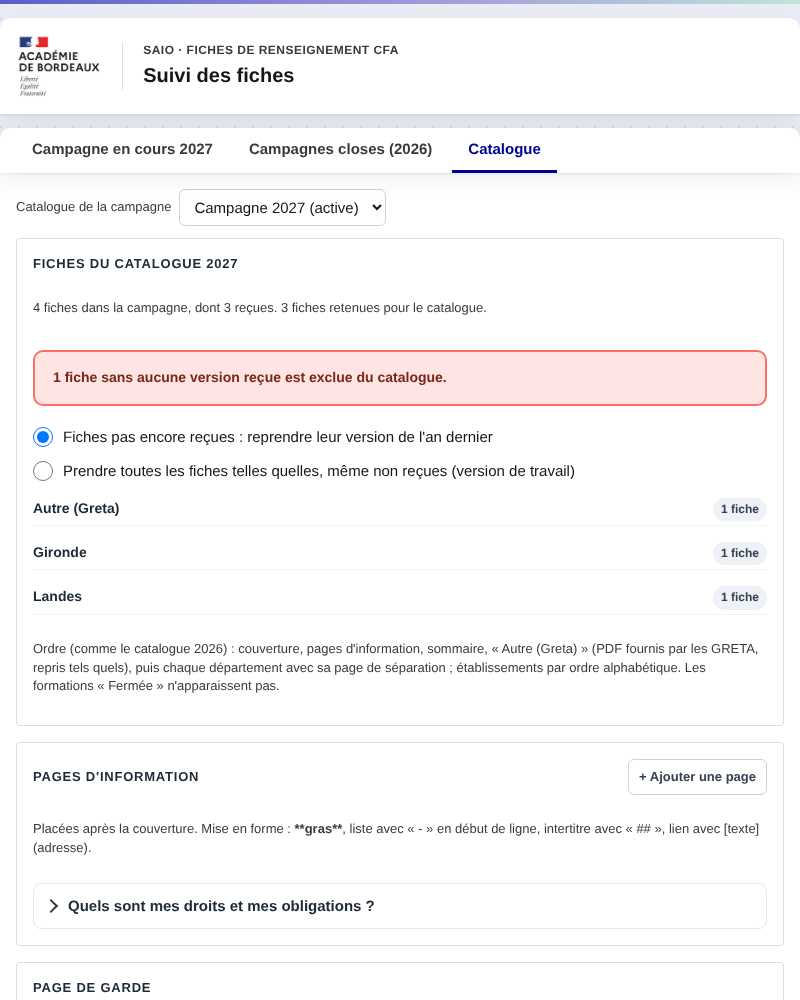 ACADÉMIE
DE BORDEAUX
Liberté
Égalité
Fraternité
SAIO · FICHES DE RENSEIGNEMENT CFA
Suivi des fiches
Campagne en cours 2027
Campagnes closes (2026)
Catalogue
Catalogue de la campagne
Campagne 2027 (active)
FICHES DU CATALOGUE 2027
4 fiches dans la campagne, dont 3 reçues. 3 fiches retenues pour le catalogue.
1 fiche sans aucune version reçue est exclue du catalogue.
Fiches pas encore reçues : reprendre leur version de l'an dernier
Prendre toutes les fiches telles quelles, même non reçues (version de travail)
Autre (Greta)
1 fiche
Gironde
1 fiche
Landes
1 fiche
Ordre (comme le catalogue 2026) : couverture, pages d'information, sommaire, « Autre (Greta) » (PDF fournis par les GRETA,
repris tels quels), puis chaque département avec sa page de séparation ; établissements par ordre alphabétique. Les
formations « Fermée » n'apparaissent pas.
PAGES D'INFORMATION
+ Ajouter une page
Placées après la couverture. Mise en forme : **gras**, liste avec « - » en début de ligne, intertitre avec « ## », lien avec [texte]
(adresse).
Quels sont mes droits et mes obligations ?
PAGE DE GARDE